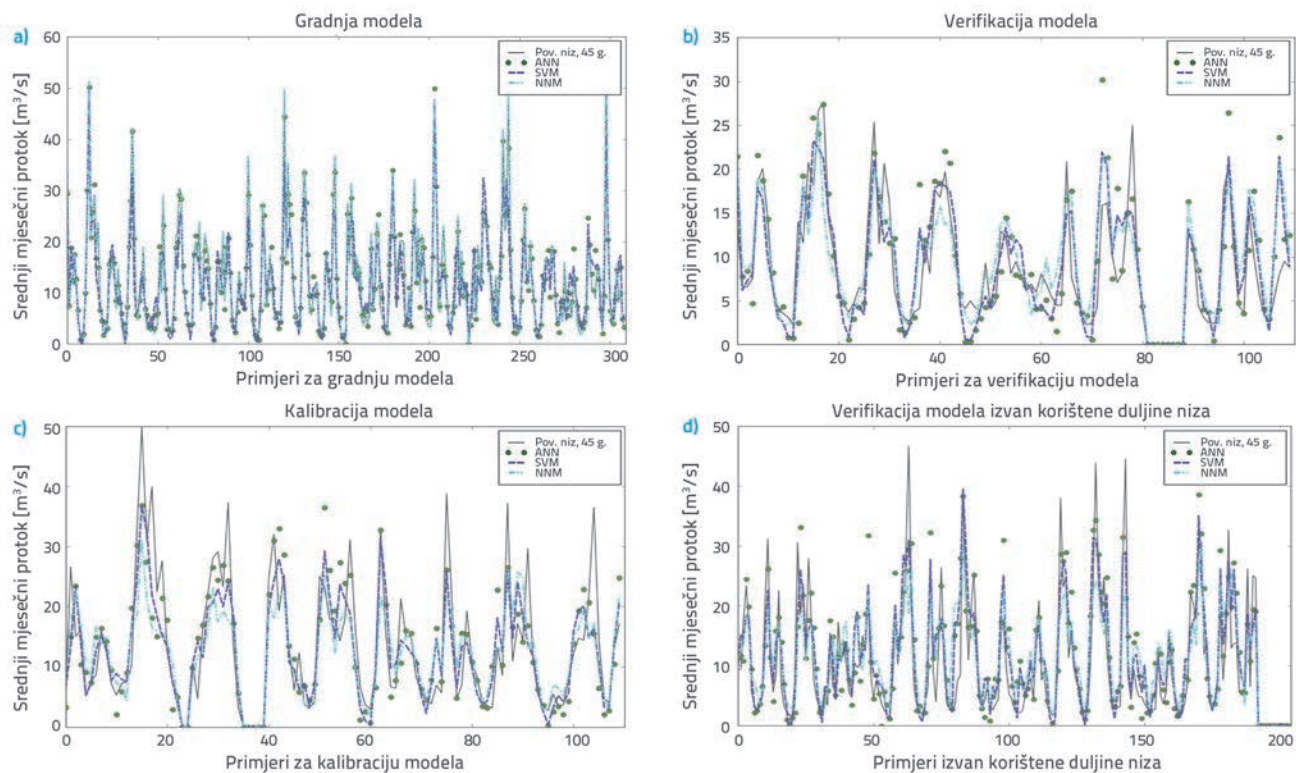 a)
Gradnja modela
Srednji mjesečni protok [m³/s]
60
50
40
30
20
10
0
Pov. niz, 45 g.
ANN
SVM
NNM
0 50 100 150 200 250 300
Primjeri za gradnju modela
b)
Verifikacija modela
Srednji mjesečni protok [m³/s]
35
30
25
20
15
10
5
0
Pov. niz, 45 g.
ANN
SVM
NNM
0 20 40 60 80 100
Primjeri za verifikaciju modela
c)
Kalibracija modela
Srednji mjesečni protok [m³/s]
50
40
30
20
10
0
Pov. niz, 45 g.
ANN
SVM
NNM
0 20 40 60 80 100
Primjeri za kalibraciju modela
d)
Verifikacija modela izvan korištene duljine niza
Srednji mjesečni protok [m³/s]
50
40
30
20
10
0
Pov. niz, 45 g.
ANN
SVM
NNM
0 50 100 150 200
Primjeri izvan korištene duljine niza